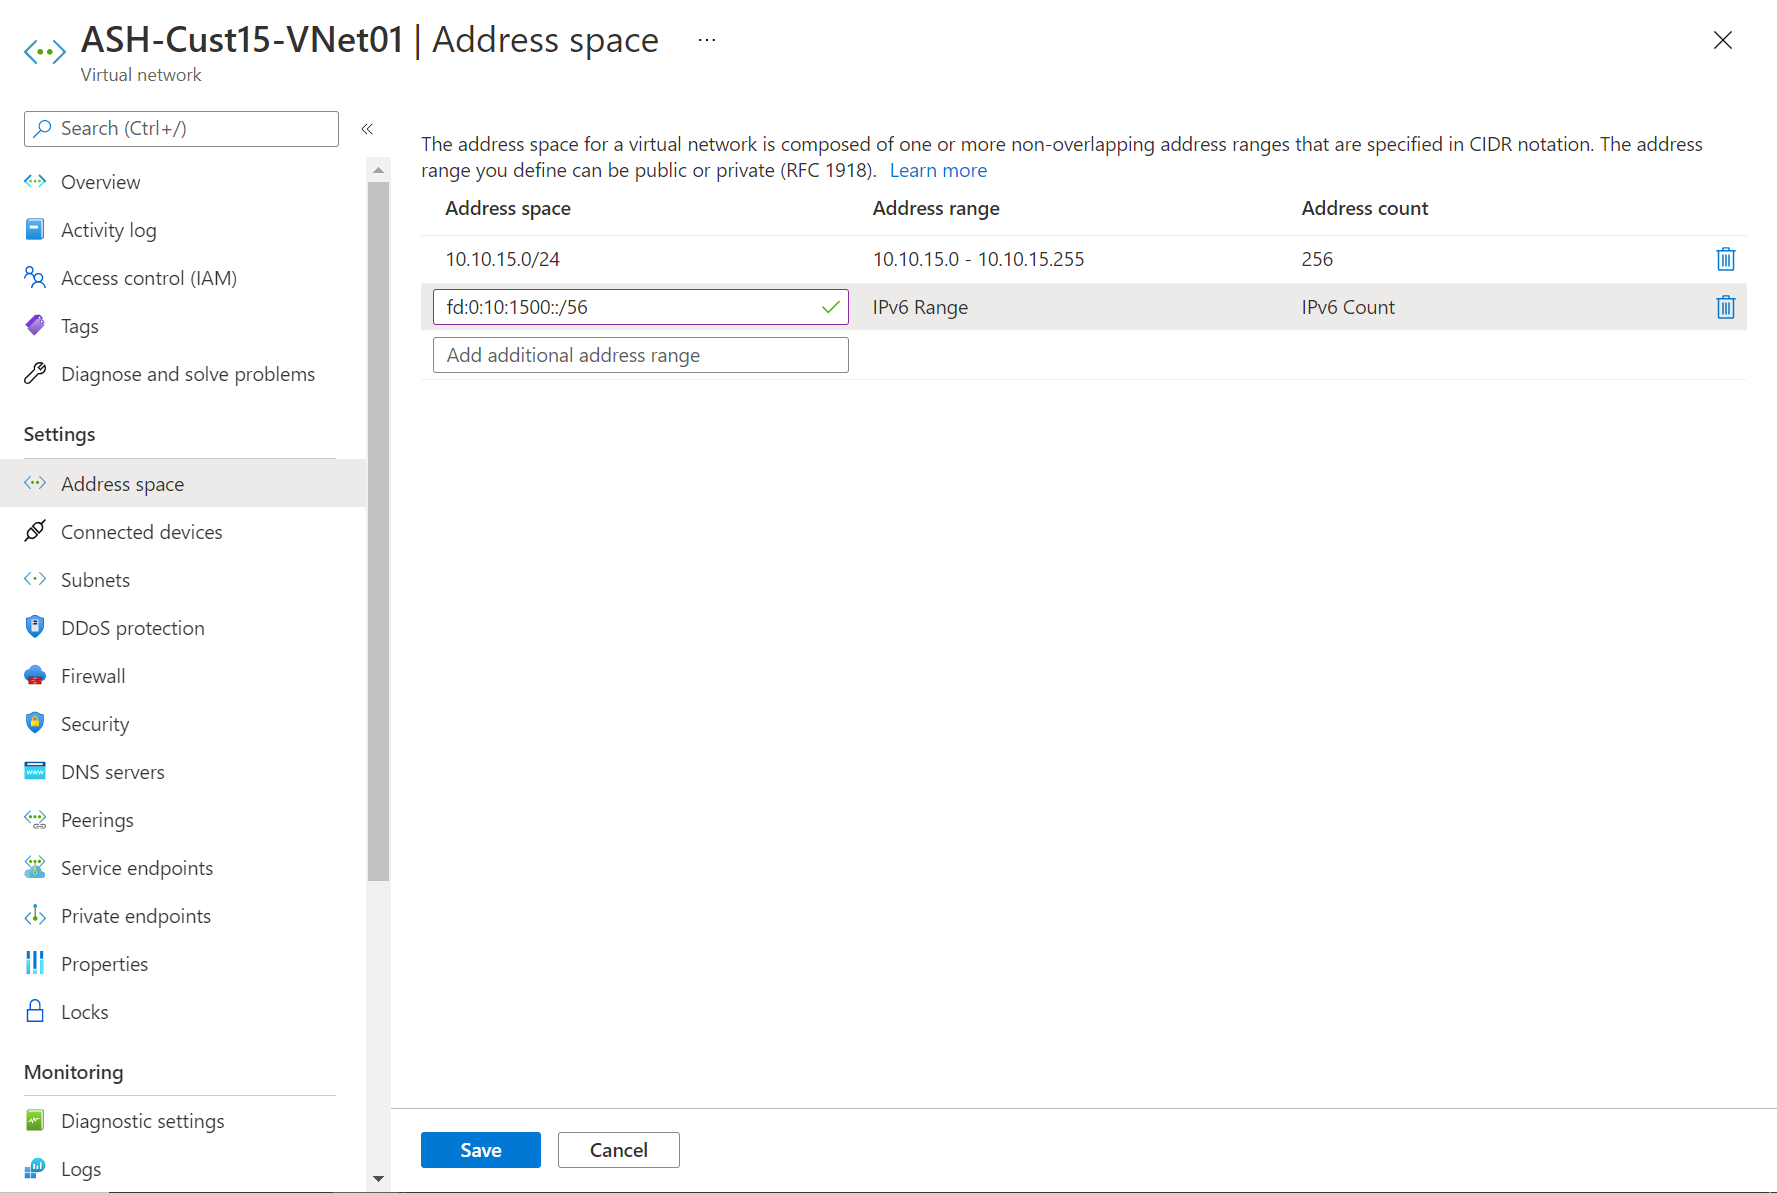 ASH-Cust15-VNet01 | Address space ...
Virtual network
Search (Ctrl+/)
«
Overview
Activity log
Access control (IAM)
Tags
Diagnose and solve problems
Settings
Address space
Connected devices
Subnets
DDoS protection
Firewall
Security
DNS servers
Peerings
Service endpoints
Private endpoints
Properties
Locks
Monitoring
Diagnostic settings
Logs
The address space for a virtual network is composed of one or more non-overlapping address ranges that are specified in CIDR notation. The address
range you define can be public or private (RFC 1918). Learn more
Address space Address range Address count
10.10.15.0/24 10.10.15.0 - 10.10.15.255 256
fd:0:10:1500::/56 IPv6 Range IPv6 Count
Add additional address range
Save Cancel